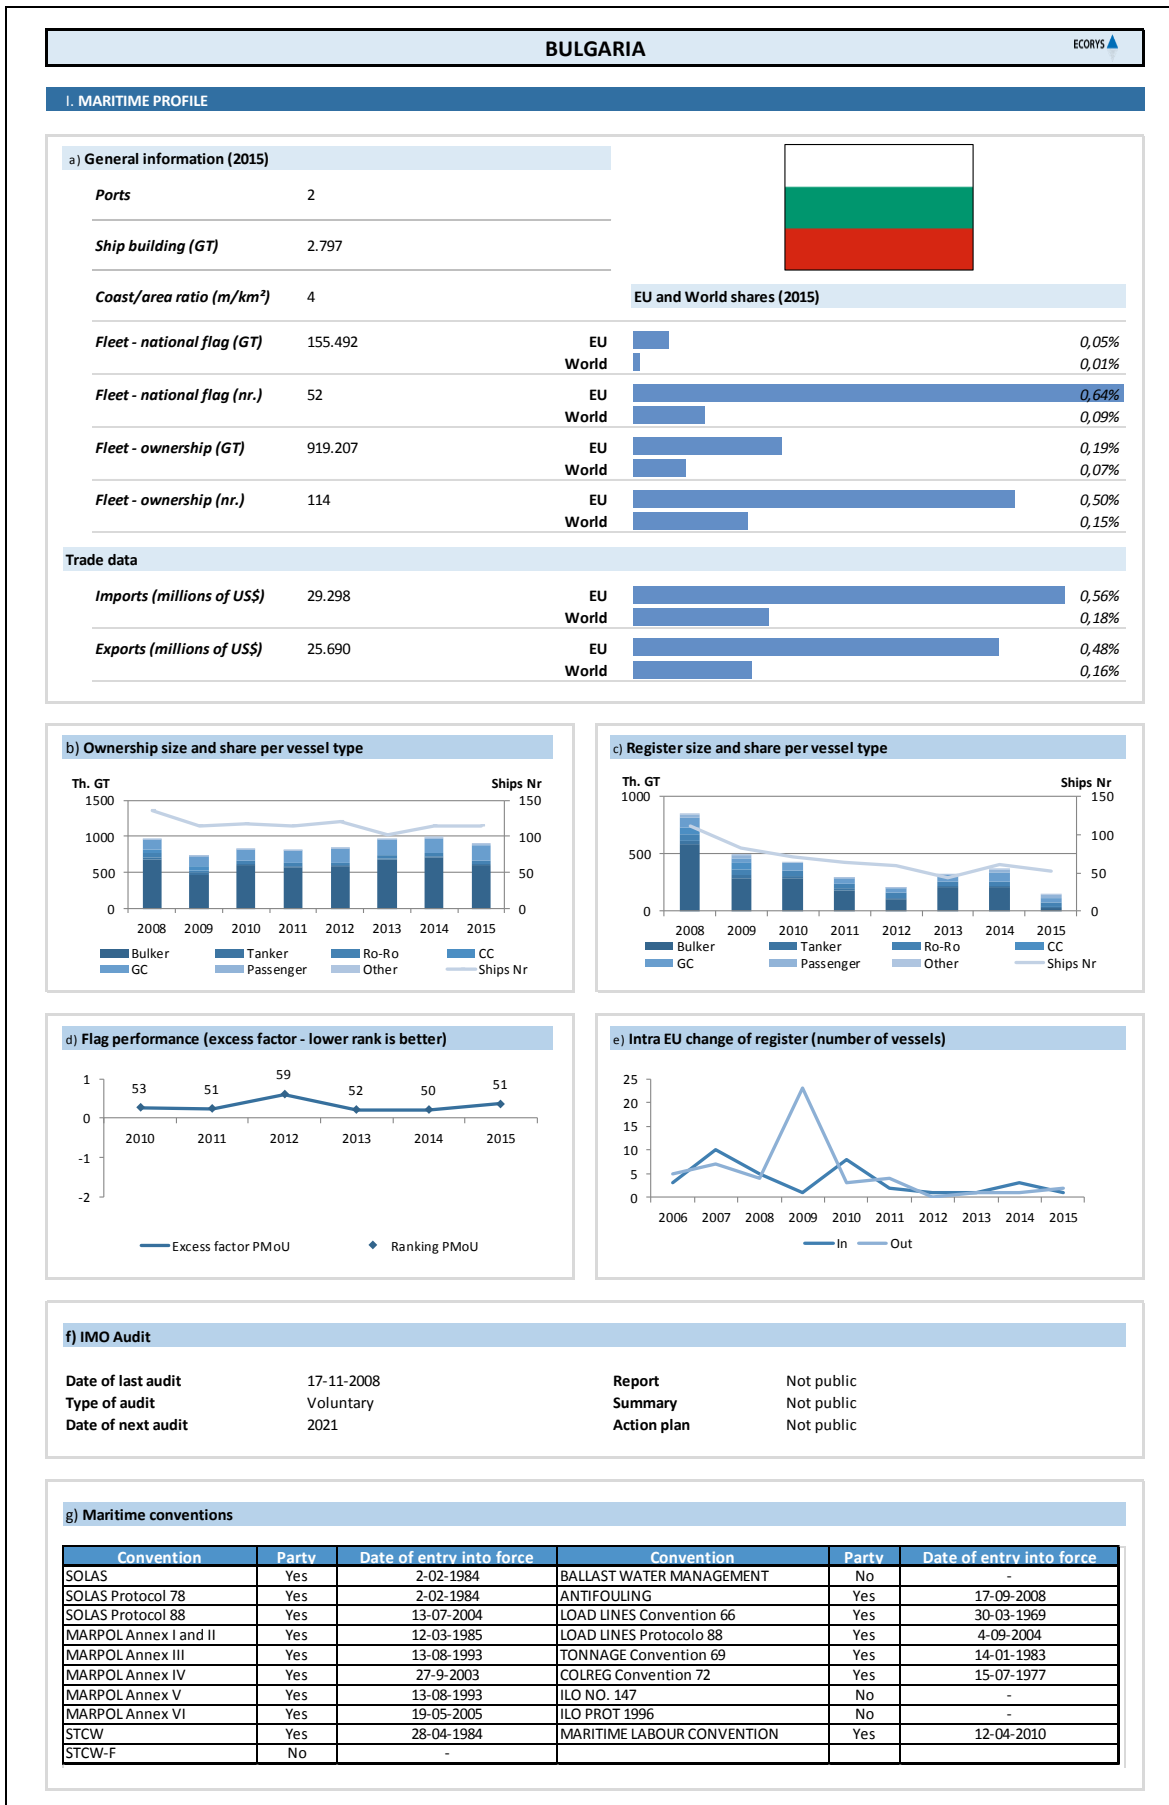 BULGARIA
ECORYS
I. MARITIME PROFILE
a) General information (2015)
Ports 2
Ship building (GT) 2.797
Coast/area ratio (m/km²) 4
EU and World shares (2015)
Fleet - national flag (GT) 155.492 EU 0,05%
World 0,01%
Fleet - national flag (nr.) 52 EU 0,64%
World 0,09%
Fleet - ownership (GT) 919.207 EU 0,19%
World 0,07%
Fleet - ownership (nr.) 114 EU 0,50%
World 0,15%
Trade data
Imports (millions of US$) 29.298 EU 0,56%
World 0,18%
Exports (millions of US$) 25.690 EU 0,48%
World 0,16%
b) Ownership size and share per vessel type
Th. GT Ships Nr
1500 150
1000 100
500 50
0 0
2008 2009 2010 2011 2012 2013 2014 2015
Bulker Tanker Ro-Ro CC
GC Passenger Other Ships Nr
c) Register size and share per vessel type
Th. GT Ships Nr
1000 150
100
500
50
0 0
2008 2009 2010 2011 2012 2013 2014 2015
Bulker Tanker Ro-Ro CC
GC Passenger Other Ships Nr
d) Flag performance (excess factor - lower rank is better)
1
53 51 59 52 50 51
0
2010 2011 2012 2013 2014 2015
-1
-2
Excess factor PMoU Ranking PMoU
e) Intra EU change of register (number of vessels)
25
20
15
10
5
0
2006 2007 2008 2009 2010 2011 2012 2013 2014 2015
In Out
f) IMO Audit
Date of last audit 17-11-2008 Report Not public
Type of audit Voluntary Summary Not public
Date of next audit 2021 Action plan Not public
g) Maritime conventions
Convention Party Date of entry into force Convention Party Date of entry into force
SOLAS Yes 2-02-1984 BALLAST WATER MANAGEMENT No -
SOLAS Protocol 78 Yes 2-02-1984 ANTIFOULING Yes 17-09-2008
SOLAS Protocol 88 Yes 13-07-2004 LOAD LINES Convention 66 Yes 30-03-1969
MARPOL Annex I and II Yes 12-03-1985 LOAD LINES Protocolo 88 Yes 4-09-2004
MARPOL Annex III Yes 13-08-1993 TONNAGE Convention 69 Yes 14-01-1983
MARPOL Annex IV Yes 27-9-2003 COLREG Convention 72 Yes 15-07-1977
MARPOL Annex V Yes 13-08-1993 ILO NO. 147 No -
MARPOL Annex VI Yes 19-05-2005 ILO PROT 1996 No -
STCW Yes 28-04-1984 MARITIME LABOUR CONVENTION Yes 12-04-2010
STCW-F No -